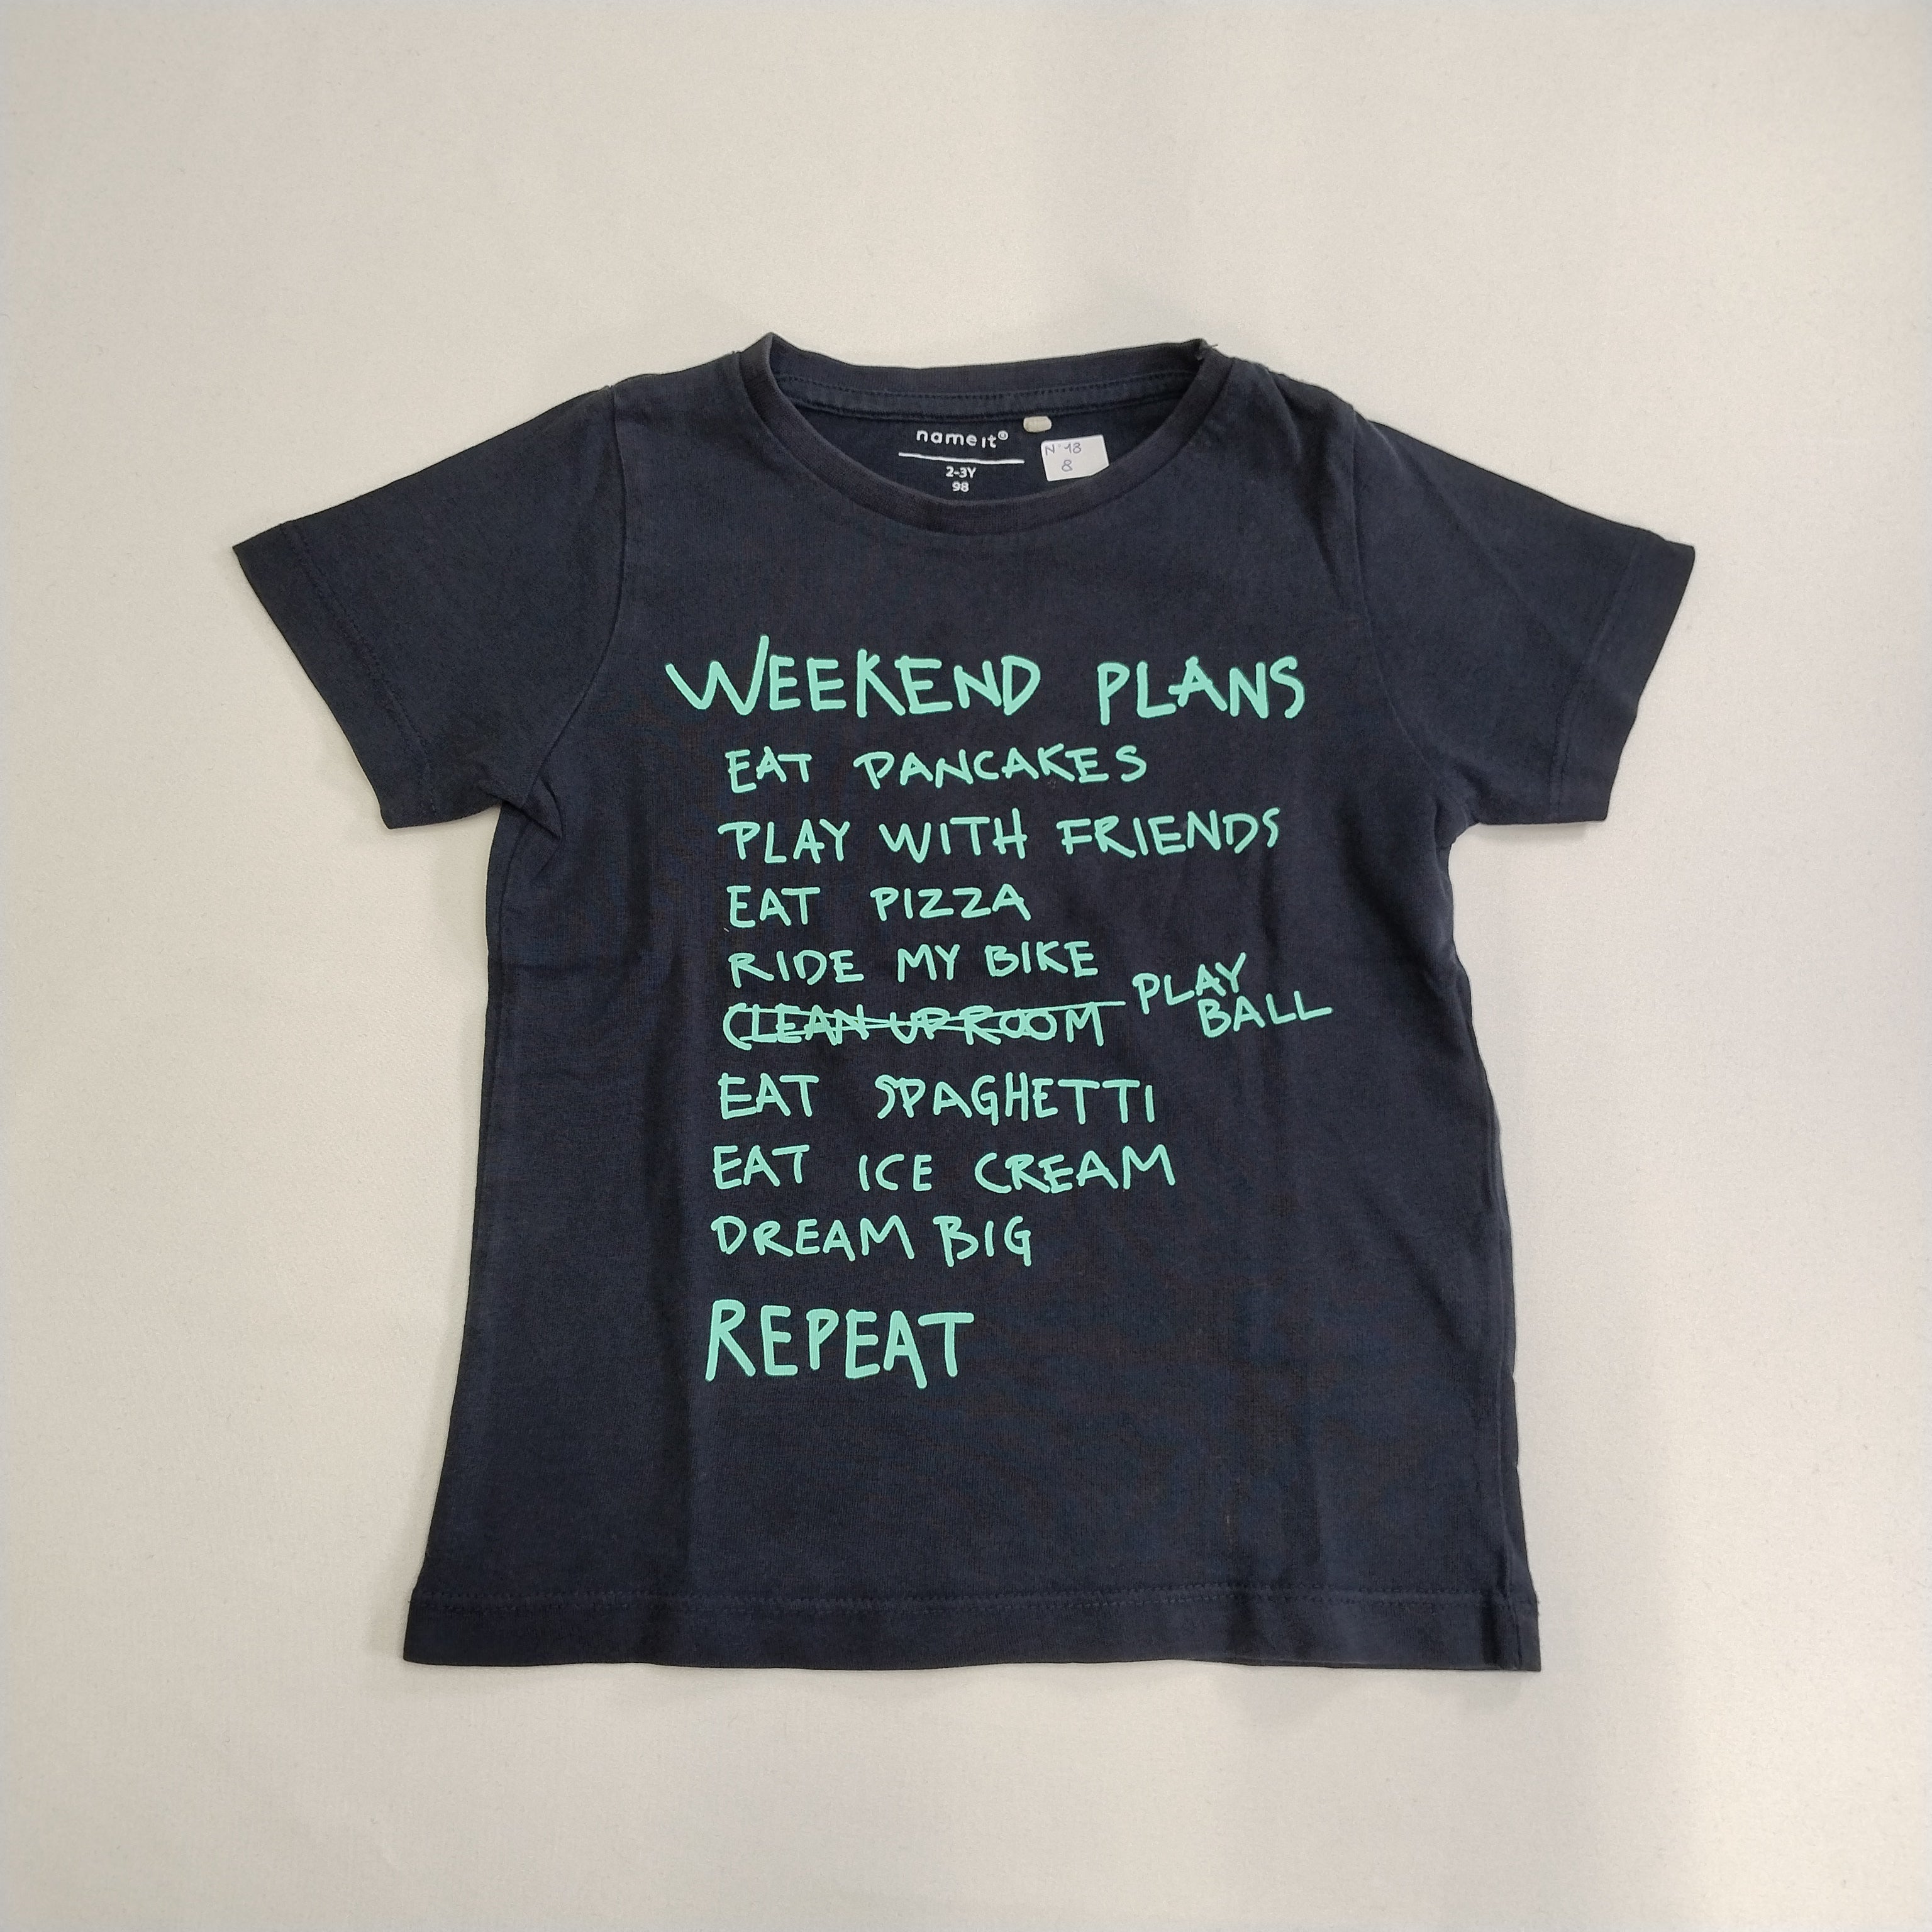 name it®
2-3Y
98
N°18
8
WEEKEND PLANS
EAT PANCAKES
PLAY WITH FRIENDS
EAT PIZZA
RIDE MY BIKE
CLEAN UP ROOM PLAY
BALL
EAT SPAGHETTI
EAT ICE CREAM
DREAM BIG
REPEAT